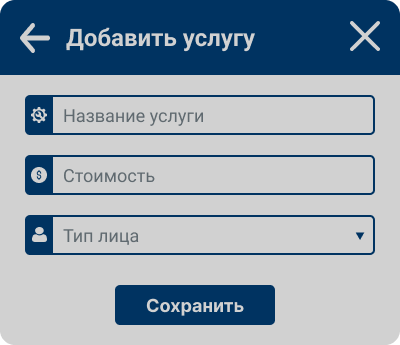 Добавить услугу
Название услуги
$
Стоимость
Тип лица
Сохранить